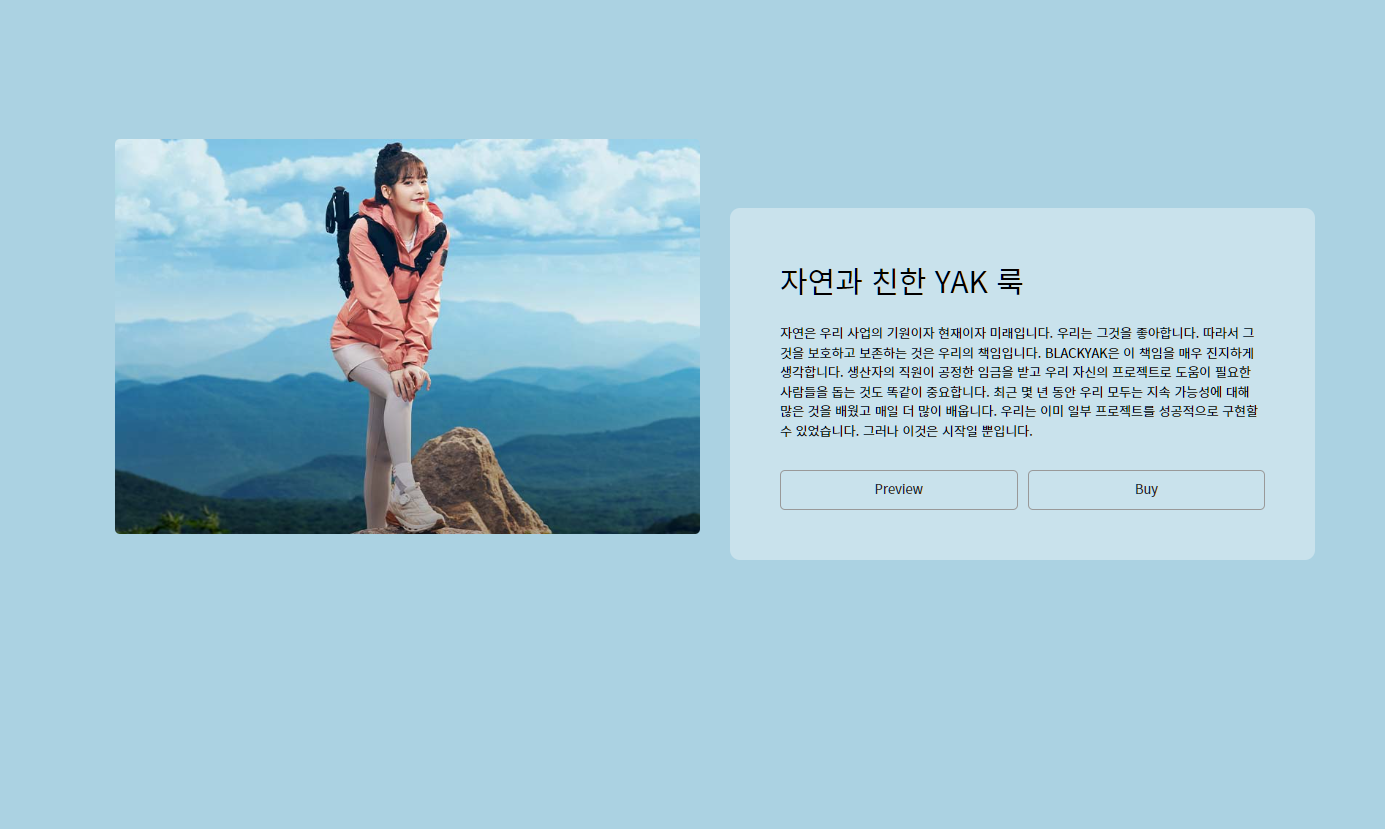 자연과 친한 YAK 룩
자연은 우리 사업의 기원이자 현재이자 미래입니다. 우리는 그것을 좋아합니다. 따라서 그
것을 보호하고 보존하는 것은 우리의 책임입니다. BLACKYAK은 이 책임을 매우 진지하게
생각합니다. 생산자의 직원이 공정한 임금을 받고 우리 자신의 프로젝트로 도움이 필요한
사람들을 돕는 것도 똑같이 중요합니다. 최근 몇 년 동안 우리 모두는 지속 가능성에 대해
많은 것을 배웠고 매일 더 많이 배웁니다. 우리는 이미 일부 프로젝트를 성공적으로 구현할
수 있었습니다. 그러나 이것은 시작일 뿐입니다.
Preview
Buy